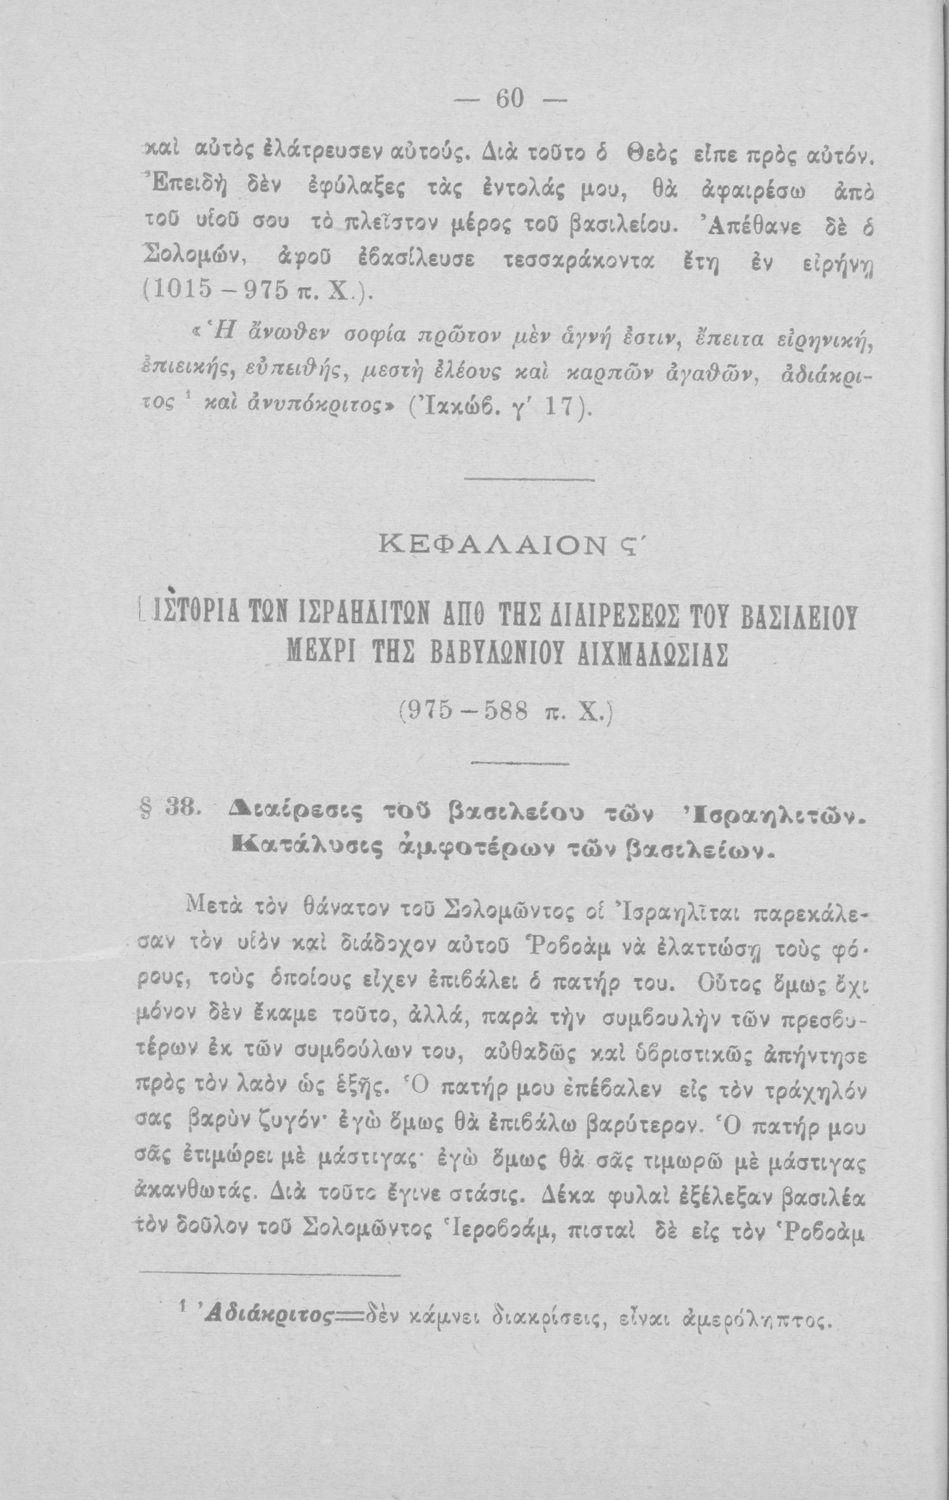 — 60 —
καὶ αὐτὸς ἐλάτρευσεν αὐτούς. Διὰ τοῦτο ὁ Θεὸς εἶπε πρὸς αὐτόν.
Ἐπειδὴ δὲν ἐφύλαξες τὰς ἐντολάς μου, θὰ ἀφαιρέσω ἀπὸ
τοῦ υἱοῦ σου τὸ πλεῖστον μέρος τοῦ βασιλείου. Ἀπέθανε δὲ ὁ
Σολομών, ἀφοῦ ἐβασίλευσε τεσσαράκοντα ἔτη ἐν εἰρήνῃ
(1015 – 975 π. Χ.).
«Ἡ ἄνωθεν σοφία πρῶτον μὲν ἁγνή ἐστιν, ἔπειτα εἰρηνική,
ἐπιεικής, εὐπειθής, μεστὴ ἐλέους καὶ καρπῶν ἀγαθῶν, ἀδιάκρι-
τος ¹ καὶ ἀνυπόκριτος» (Ἰακώβ. γ′ 17).
ΚΕΦΑΛΑΙΟΝ Ϛ′
ΙΣΤΟΡΙΑ ΤΩΝ ΙΣΡΑΗΛΙΤΩΝ ΑΠΟ ΤΗΣ ΔΙΑΙΡΕΣΕΩΣ ΤΟΥ ΒΑΣΙΛΕΙΟΥ
ΜΕΧΡΙ ΤΗΣ ΒΑΒΥΛΩΝΙΟΥ ΑΙΧΜΑΛΩΣΙΑΣ
(975 – 588 π. Χ.)
§ 38. Διαίρεσις τοῦ βασιλείου τῶν Ἰσραηλιτῶν.
Κατάλυσις ἀμφοτέρων τῶν βασιλείων.
Μετὰ τὸν θάνατον τοῦ Σολομῶντος οἱ Ἰσραηλῖται παρεκάλε-
σαν τὸν υἱὸν καὶ διάδοχον αὐτοῦ Ῥοβοὰμ νὰ ἐλαττώσῃ τοὺς φό-
ρους, τοὺς ὁποίους εἶχεν ἐπιβάλει ὁ πατήρ του. Οὗτος ὅμως ὄχι
μόνον δὲν ἔκαμε τοῦτο, ἀλλά, παρὰ τὴν συμβουλὴν τῶν πρεσβυ-
τέρων ἐκ τῶν συμβούλων του, αὐθαδῶς καὶ ὑβριστικῶς ἀπήντησε
πρὸς τὸν λαὸν ὡς ἑξῆς. Ὁ πατήρ μου ἐπέβαλεν εἰς τὸν τράχηλόν
σας βαρὺν ζυγόν· ἐγὼ ὅμως θὰ ἐπιβάλω βαρύτερον. Ὁ πατήρ μου
σᾶς ἐτιμώρει μὲ μάστιγας· ἐγὼ ὅμως θὰ σᾶς τιμωρῶ μὲ μάστιγας
ἀκανθωτάς. Διὰ τοῦτο ἔγινε στάσις. Δέκα φυλαὶ ἐξέλεξαν βασιλέα
τὸν δοῦλον τοῦ Σολομῶντος Ἱεροβοάμ, πισταὶ δὲ εἰς τὸν Ῥοβοὰμ
¹ Ἀδιάκριτος=δὲν κάμνει διακρίσεις, εἶναι ἀμερόληπτος.